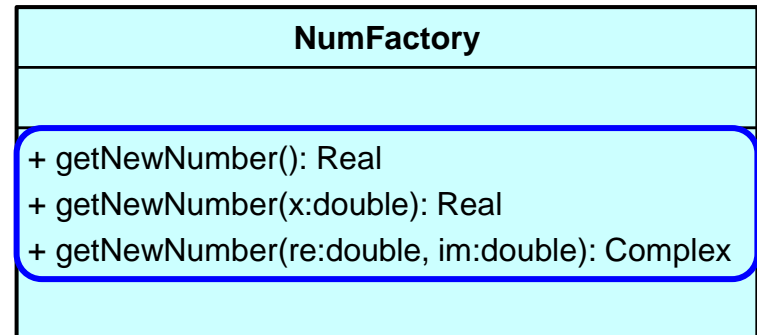 NumFactory
+ getNewNumber(): Real
+ getNewNumber(x:double): Real
+ getNewNumber(re:double, im:double): Complex